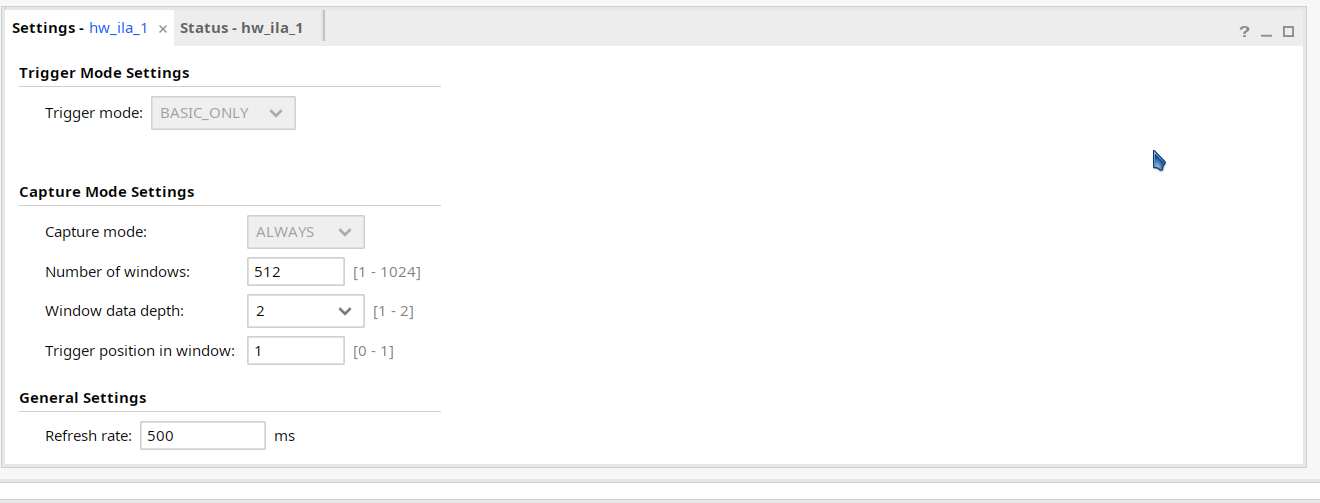 Settings - hw_ila_1 × Status - hw_ila_1 ?
Trigger Mode Settings
Trigger mode: BASIC_ONLY
Capture Mode Settings
Capture mode: ALWAYS
Number of windows: 512 [1 - 1024]
Window data depth: 2 [1 - 2]
Trigger position in window: 1 [0 - 1]
General Settings
Refresh rate: 500 ms